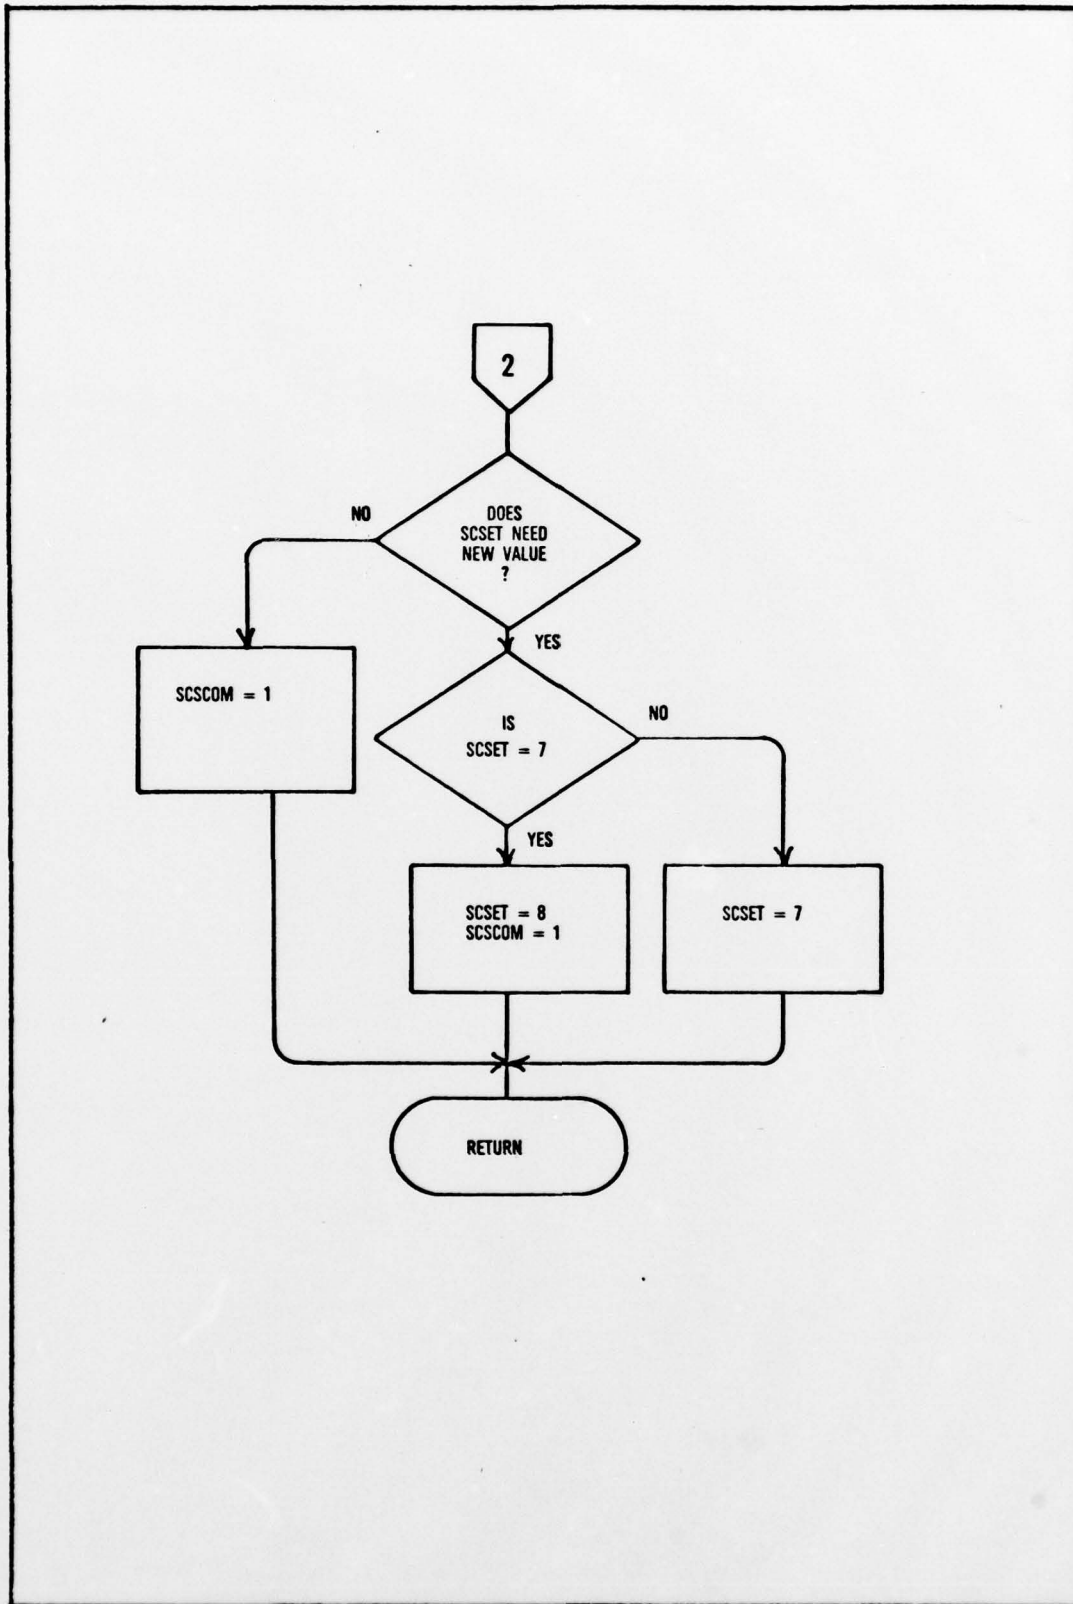 2
DOES
SCSET NEED
NEW VALUE
?
NO
YES
SCSCOM = 1
IS
SCSET = 7
NO
YES
SCSET = 8
SCSCOM = 1
SCSET = 7
RETURN